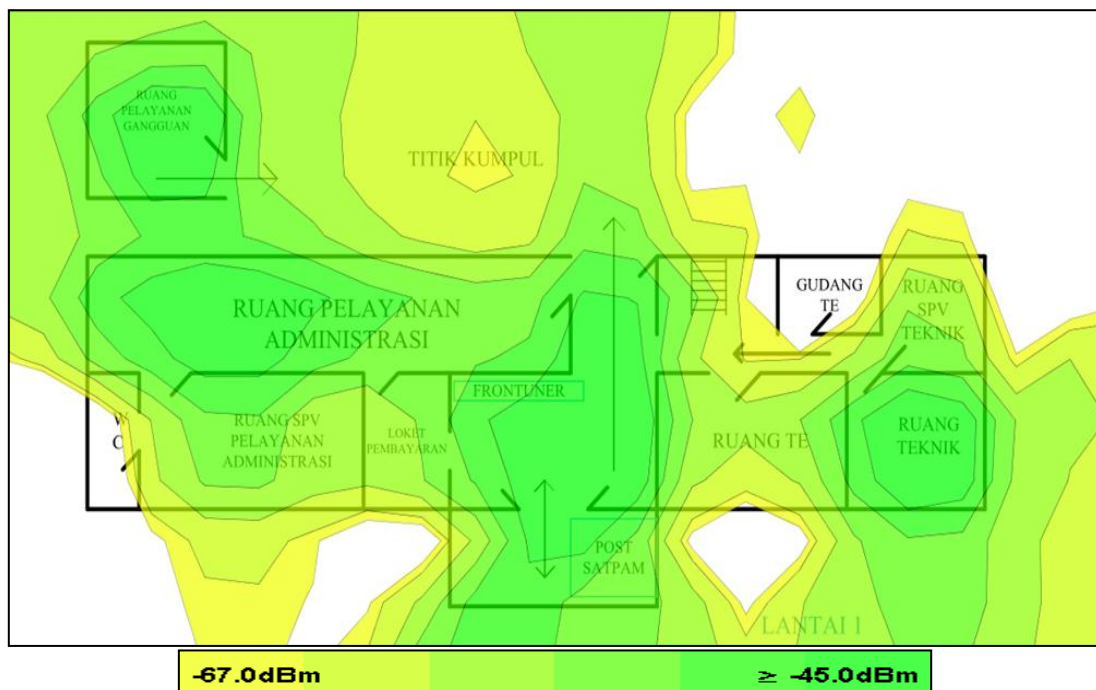 RUANG
PELAYANAN
GANGGUAN
TITIK KUMPUL
RUANG PELAYANAN
ADMINISTRASI
GUDANG
TE
RUANG
SPV
TEKNIK
FRONTUNER
W
C
RUANG SPV
PELAYANAN
ADMINISTRASI
LOKET
PEMBAYARAN
RUANG TE
RUANG
TEKNIK
POST
SATPAM
LANTAI 1
-67.0dBm
≥ -45.0dBm